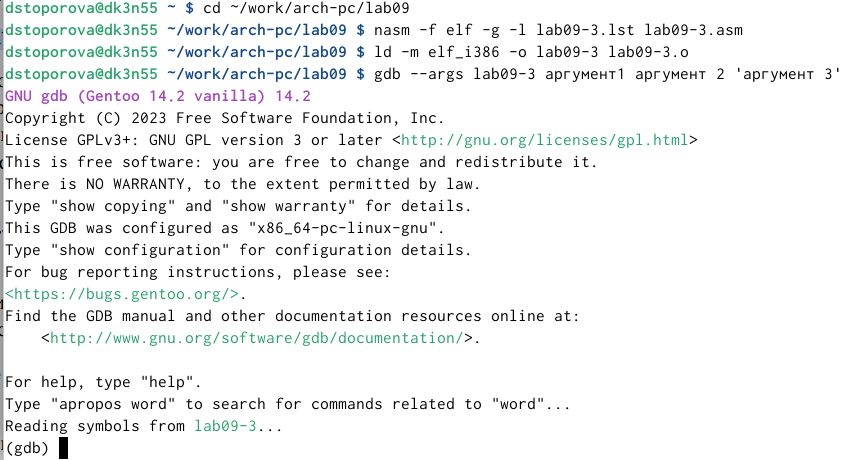 dstoporova@dk3n55 ~ $ cd ~/work/arch-pc/lab09
dstoporova@dk3n55 ~/work/arch-pc/lab09 $ nasm -f elf -g -l lab09-3.lst lab09-3.asm
dstoporova@dk3n55 ~/work/arch-pc/lab09 $ ld -m elf_i386 -o lab09-3 lab09-3.o
dstoporova@dk3n55 ~/work/arch-pc/lab09 $ gdb --args lab09-3 аргумент1 аргумент 2 'аргумент 3'
GNU gdb (Gentoo 14.2 vanilla) 14.2
Copyright (C) 2023 Free Software Foundation, Inc.
License GPLv3+: GNU GPL version 3 or later <http://gnu.org/licenses/gpl.html>
This is free software: you are free to change and redistribute it.
There is NO WARRANTY, to the extent permitted by law.
Type "show copying" and "show warranty" for details.
This GDB was configured as "x86_64-pc-linux-gnu".
Type "show configuration" for configuration details.
For bug reporting instructions, please see:
<https://bugs.gentoo.org/>.
Find the GDB manual and other documentation resources online at:
    <http://www.gnu.org/software/gdb/documentation/>.

For help, type "help".
Type "apropos word" to search for commands related to "word"...
Reading symbols from lab09-3...
(gdb)